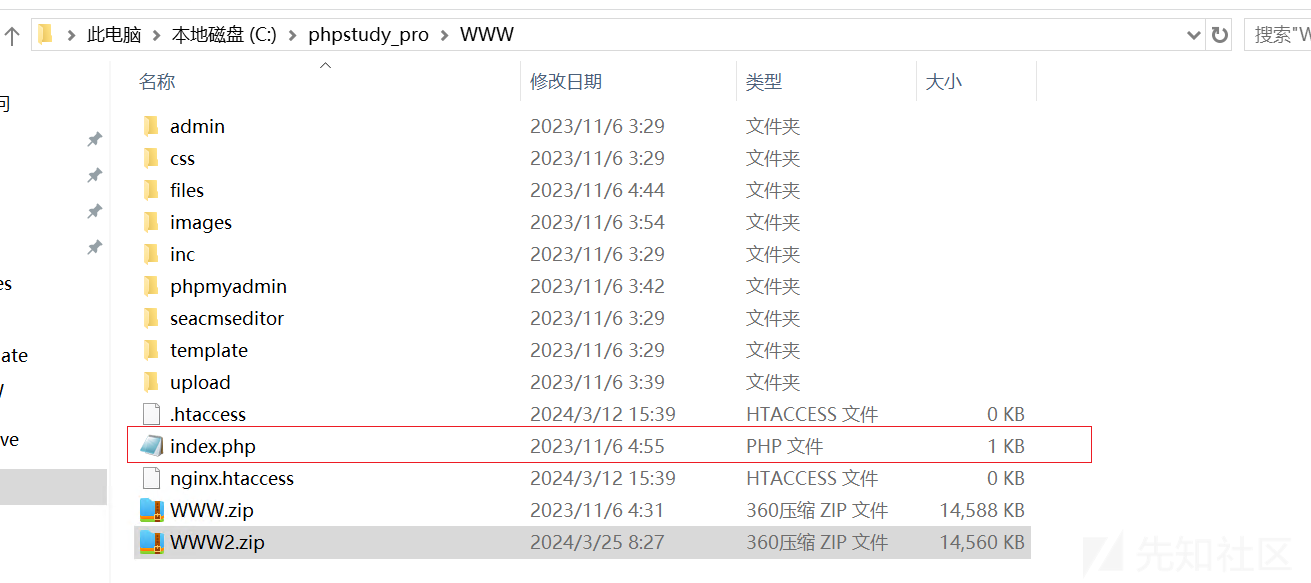 此电脑 > 本地磁盘 (C:) > phpstudy_pro > WWW 搜索"W
名称 修改日期 类型 大小
问
admin 2023/11/6 3:29 文件夹
css 2023/11/6 3:29 文件夹
files 2023/11/6 4:44 文件夹
images 2023/11/6 3:54 文件夹
inc 2023/11/6 3:29 文件夹
es
phpmyadmin 2023/11/6 3:42 文件夹
seacmseditor 2023/11/6 3:29 文件夹
ate
template 2023/11/6 3:29 文件夹
upload 2023/11/6 3:39 文件夹
.htaccess 2024/3/12 15:39 HTACCESS 文件 0 KB
ve
index.php 2023/11/6 4:55 PHP 文件 1 KB
nginx.htaccess 2024/3/12 15:39 HTACCESS 文件 0 KB
WWW.zip 2023/11/6 4:31 360压缩 ZIP 文件 14,588 KB
WWW2.zip 2024/3/25 8:27 360压缩 ZIP 文件 14,560 KB
先知社区